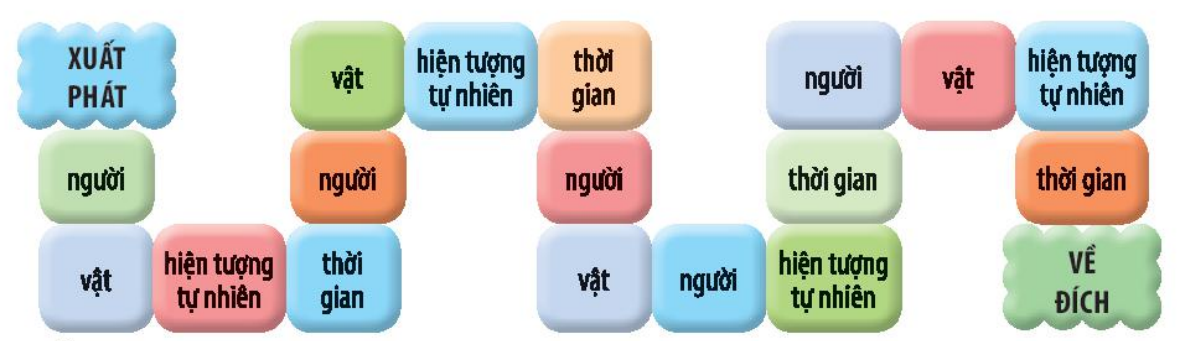 XUẤT
PHÁT
vật
hiện tượng
tự nhiên
thời
gian
người
vật
hiện tượng
tự nhiên
người
người
người
thời gian
thời gian
vật
hiện tượng
tự nhiên
thời
gian
vật
người
hiện tượng
tự nhiên
VỀ
ĐÍCH